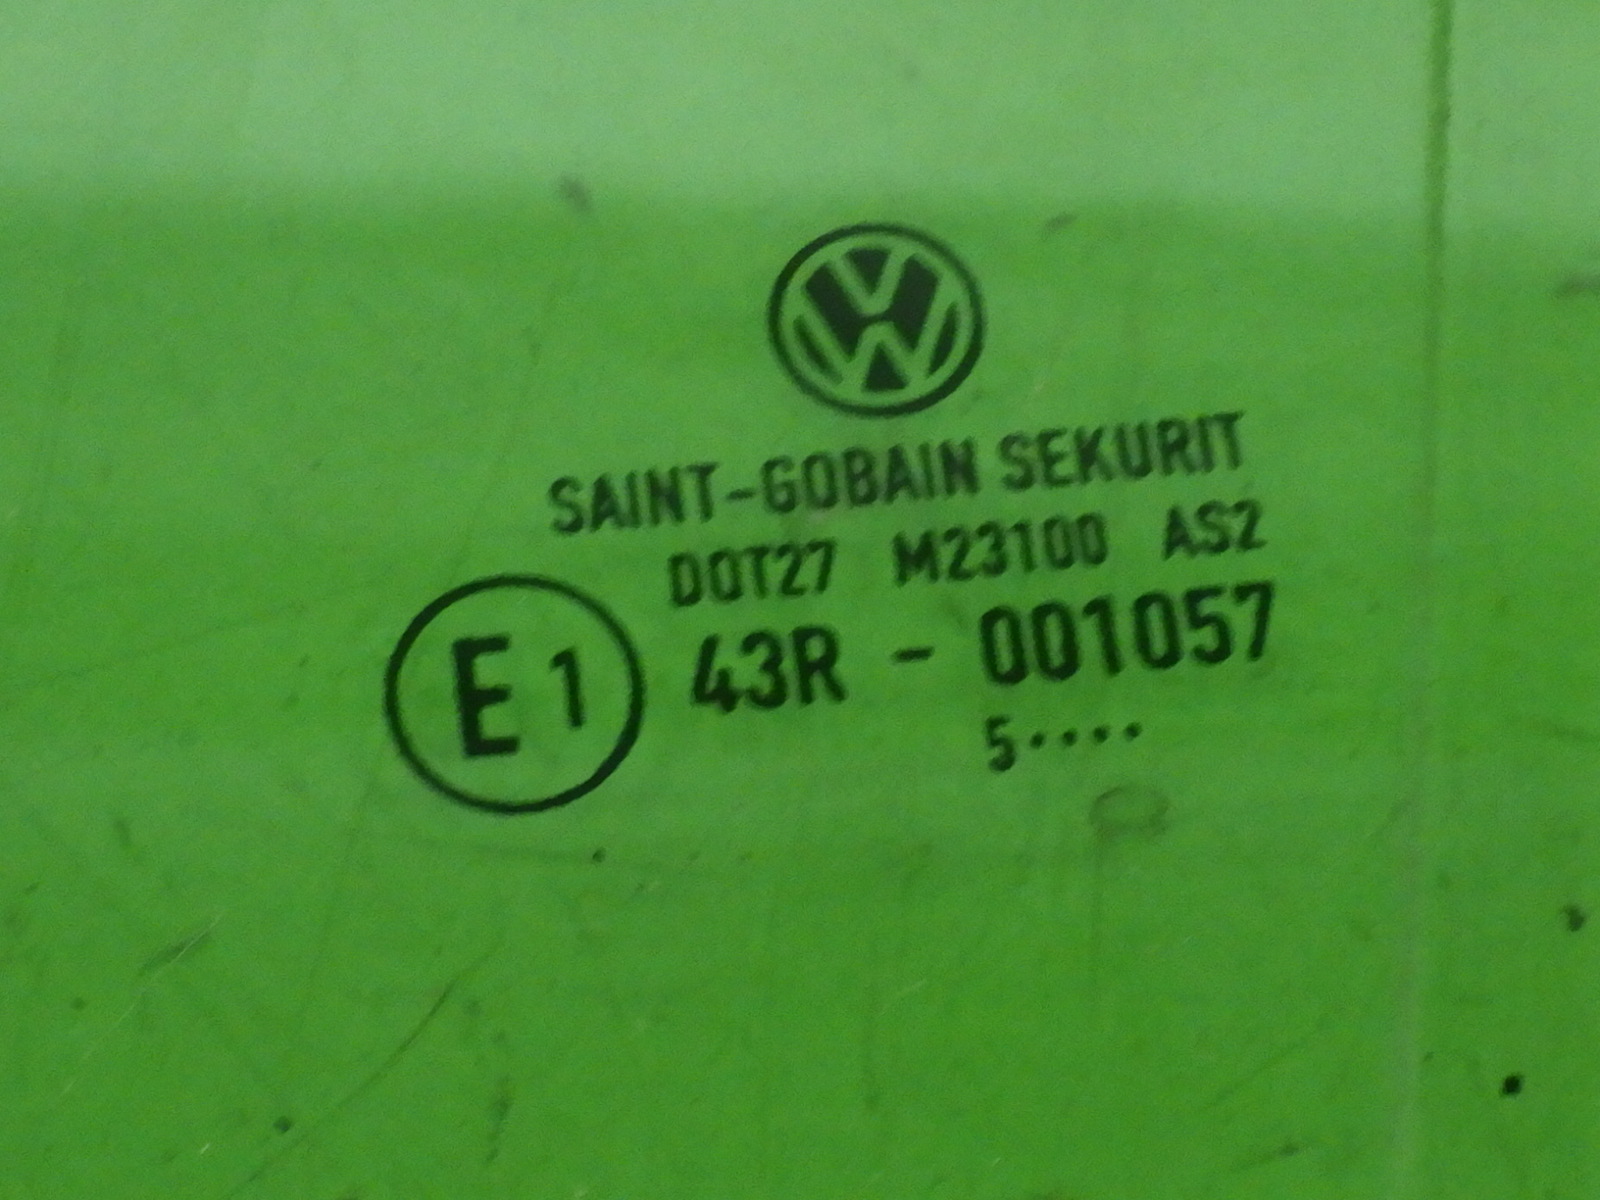 SAINT-GOBAIN SEKURIT
DOT27 M23100 AS2
E1 43R - 001057
5····